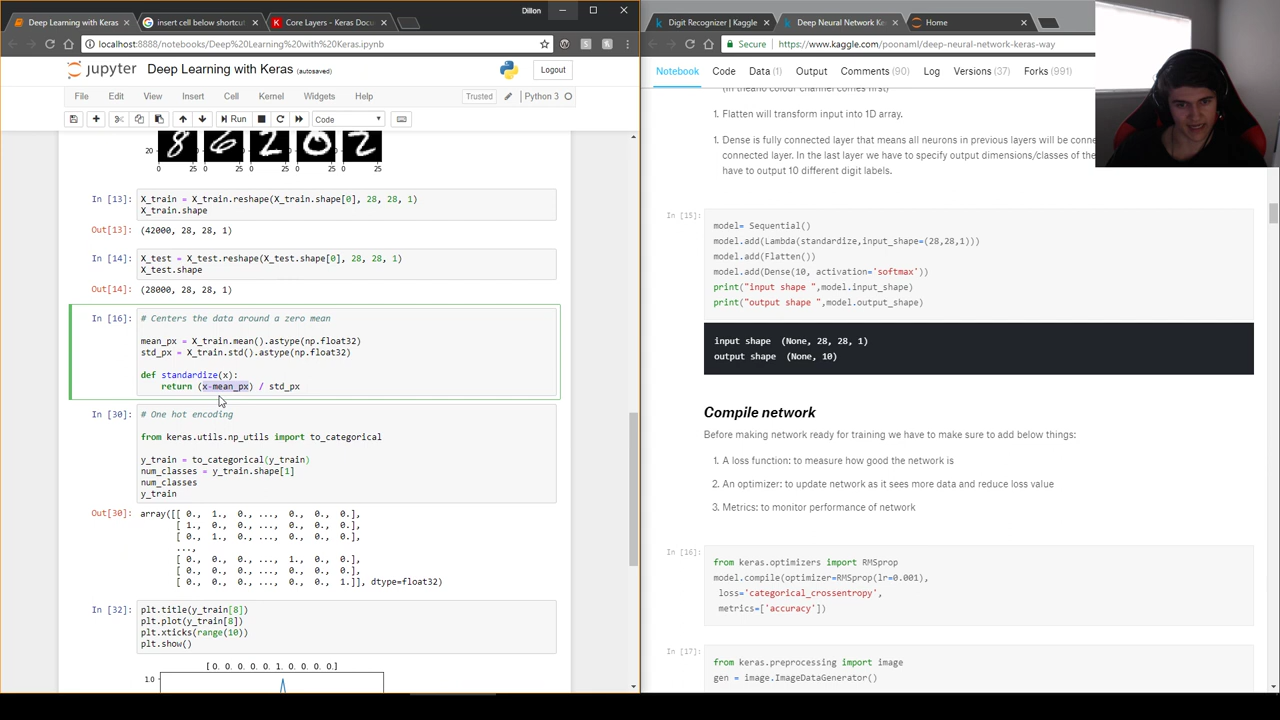 Deep Learning with Keras
insert cell below shortcut
Core Layers - Keras Doc
Dillon
localhost:8888/notebooks/Deep%20Learning%20with%20Keras.ipynb
jupyter Deep Learning with Keras (autosaved)
Logout
File Edit View Insert Cell Kernel Widgets Help
Trusted
Python 3
Run
Code
20
0 25 0 25 0 25 0 25 0 25
In [13]:
X_train = X_train.reshape(X_train.shape[0], 28, 28, 1)
X_train.shape
Out[13]: (42000, 28, 28, 1)
In [14]:
X_test = X_test.reshape(X_test.shape[0], 28, 28, 1)
X_test.shape
Out[14]: (28000, 28, 28, 1)
In [16]:
# Centers the data around a zero mean
mean_px = X_train.mean().astype(np.float32)
std_px = X_train.std().astype(np.float32)
def standardize(x):
return (x-mean_px) / std_px
In [30]:
# One hot encoding
from keras.utils.np_utils import to_categorical
y_train = to_categorical(y_train)
num_classes = y_train.shape[1]
num_classes
y_train
Out[30]: array([[ 0., 1., 0., ..., 0., 0., 0.],
[ 1., 0., 0., ..., 0., 0., 0.],
[ 0., 1., 0., ..., 0., 0., 0.],
...,
[ 0., 0., 0., ..., 1., 0., 0.],
[ 0., 0., 0., ..., 0., 0., 0.],
[ 0., 0., 0., ..., 0., 0., 1.]], dtype=float32)
In [32]:
plt.title(y_train[8])
plt.plot(y_train[8])
plt.xticks(range(10))
plt.show()
[ 0. 0. 0. 0. 0. 1. 0. 0. 0. 0.]
1.0
Digit Recognizer | Kaggle
Deep Neural Network Ke
Home
Secure
https://www.kaggle.com/poonaml/deep-neural-network-keras-way
Notebook Code Data (1) Output Comments (90) Log Versions (37) Forks (991)
(In theano colour channel comes first)
1. Flatten will transform input into 1D array.
1. Dense is fully connected layer that means all neurons in previous layers will be conne
connected layer. In the last layer we have to specify output dimensions/classes of the
have to output 10 different digit labels.
In [15]:
model= Sequential()
model.add(Lambda(standardize,input_shape=(28,28,1)))
model.add(Flatten())
model.add(Dense(10, activation='softmax'))
print("input shape ",model.input_shape)
print("output shape ",model.output_shape)
input shape (None, 28, 28, 1)
output shape (None, 10)
Compile network
Before making network ready for training we have to make sure to add below things:
1. A loss function: to measure how good the network is
2. An optimizer: to update network as it sees more data and reduce loss value
3. Metrics: to monitor performance of network
In [16]:
from keras.optimizers import RMSprop
model.compile(optimizer=RMSprop(lr=0.001),
loss='categorical_crossentropy',
metrics=['accuracy'])
In [17]:
from keras.preprocessing import image
gen = image.ImageDataGenerator()